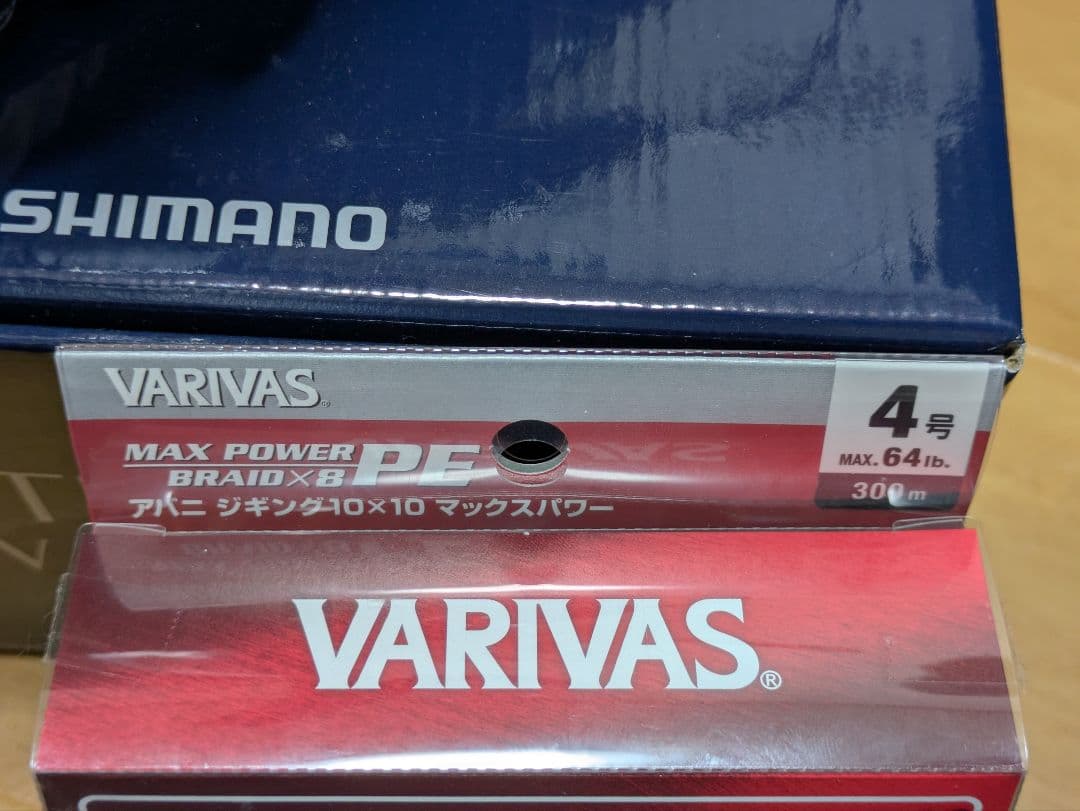 SHIMANO
VARIVAS®
MAX POWER PE
BRAID×8
アバニ ジギング10×10 マックスパワー
4号
MAX. 64lb.
300m
VARIVAS®